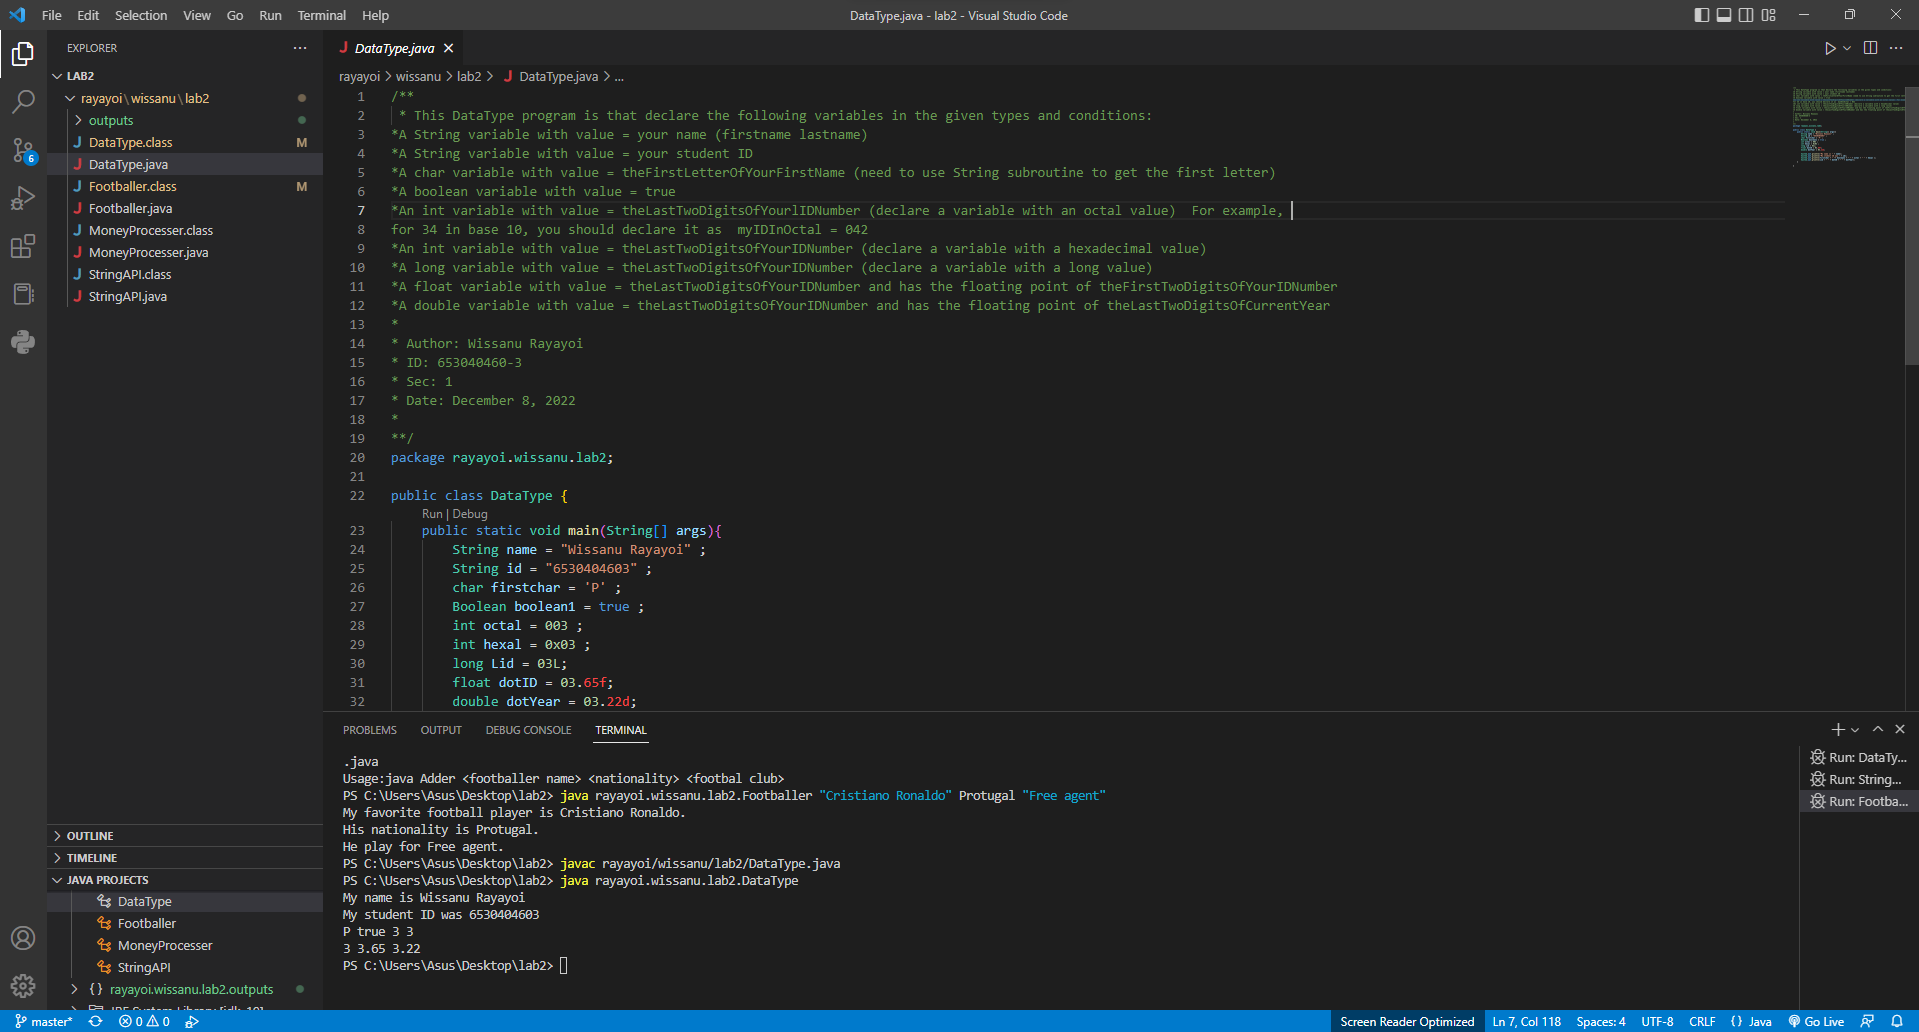 File Edit Selection View Go Run Terminal Help
DataType.java - lab2 - Visual Studio Code
EXPLORER
LAB2
rayayoi\wissanu\lab2
outputs
DataType.class M
DataType.java
Footballer.class M
Footballer.java
MoneyProcesser.class
MoneyProcesser.java
StringAPI.class
StringAPI.java
6
OUTLINE
TIMELINE
JAVA PROJECTS
DataType
Footballer
MoneyProcesser
StringAPI
{} rayayoi.wissanu.lab2.outputs
DataType.java
rayayoi > wissanu > lab2 > DataType.java > ...
1 /**
2 * This DataType program is that declare the following variables in the given types and conditions:
3 *A String variable with value = your name (firstname lastname)
4 *A String variable with value = your student ID
5 *A char variable with value = theFirstLetterOfYourFirstName (need to use String subroutine to get the first letter)
6 *A boolean variable with value = true
7 *An int variable with value = theLastTwoDigitsOfYourlIDNumber (declare a variable with an octal value)  For example,
8 for 34 in base 10, you should declare it as  myIDInOctal = 042
9 *An int variable with value = theLastTwoDigitsOfYourIDNumber (declare a variable with a hexadecimal value)
10 *A long variable with value = theLastTwoDigitsOfYourIDNumber (declare a variable with a long value)
11 *A float variable with value = theLastTwoDigitsOfYourIDNumber and has the floating point of theFirstTwoDigitsOfYourIDNumber
12 *A double variable with value = theLastTwoDigitsOfYourIDNumber and has the floating point of theLastTwoDigitsOfCurrentYear
13 *
14 * Author: Wissanu Rayayoi
15 * ID: 653040460-3
16 * Sec: 1
17 * Date: December 8, 2022
18 *
19 **/
20 package rayayoi.wissanu.lab2;
21
22 public class DataType {
Run | Debug
23 public static void main(String[] args){
24 String name = "Wissanu Rayayoi" ;
25 String id = "6530404603" ;
26 char firstchar = 'P' ;
27 Boolean boolean1 = true ;
28 int octal = 003 ;
29 int hexal = 0x03 ;
30 long Lid = 03L;
31 float dotID = 03.65f;
32 double dotYear = 03.22d;
PROBLEMS OUTPUT DEBUG CONSOLE TERMINAL
.java
Usage:java Adder <footballer name> <nationality> <footbal club>
PS C:\Users\Asus\Desktop\lab2> java rayayoi.wissanu.lab2.Footballer "Cristiano Ronaldo" Protugal "Free agent"
My favorite football player is Cristiano Ronaldo.
His nationality is Protugal.
He play for Free agent.
PS C:\Users\Asus\Desktop\lab2> javac rayayoi/wissanu/lab2/DataType.java
PS C:\Users\Asus\Desktop\lab2> java rayayoi.wissanu.lab2.DataType
My name is Wissanu Rayayoi
My student ID was 6530404603
P true 3 3
3 3.65 3.22
PS C:\Users\Asus\Desktop\lab2>
Run: DataTy...
Run: String...
Run: Footba...
master* 0 0
Screen Reader Optimized Ln 7, Col 118 Spaces: 4 UTF-8 CRLF {} Java Go Live